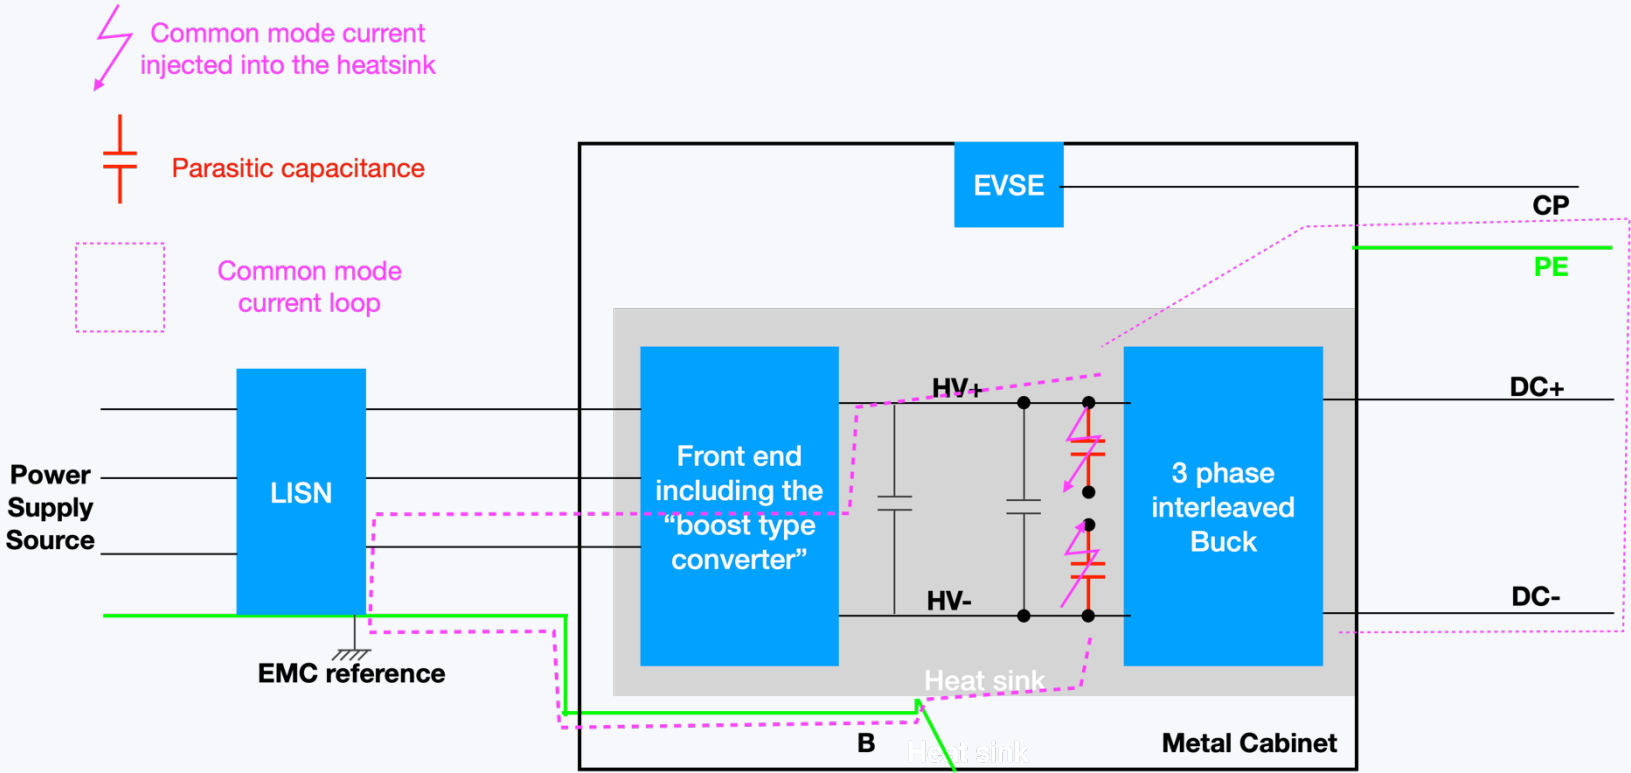 Common mode current
injected into the heatsink
Parasitic capacitance
Common mode
current loop
EVSE
CP
PE
Power
Supply
Source
LISN
EMC reference
Front end
including the
“boost type
converter”
HV+
HV-
3 phase
interleaved
Buck
DC+
DC-
Heat sink
B
Heat sink
Metal Cabinet